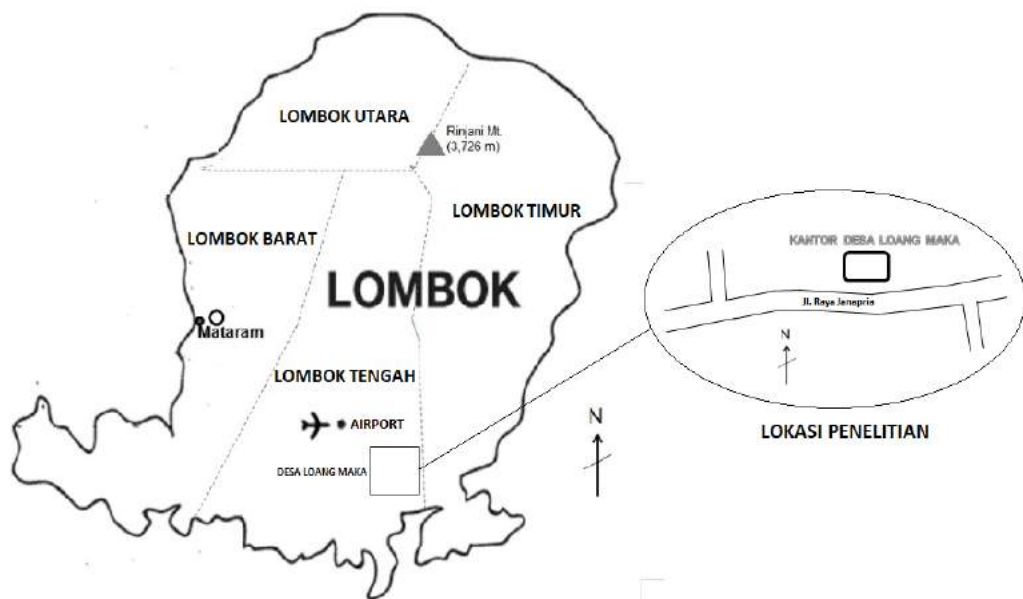 LOMBOK UTARA
Rinjani Mt.
(3,726 m)
LOMBOK TIMUR
LOMBOK BARAT
LOMBOK
Mataram
LOMBOK TENGAH
AIRPORT
DESA LOANG MAKA
N
KANTOR DESA LOANG MAKA
Jl. Raya Janapria
N
LOKASI PENELITIAN